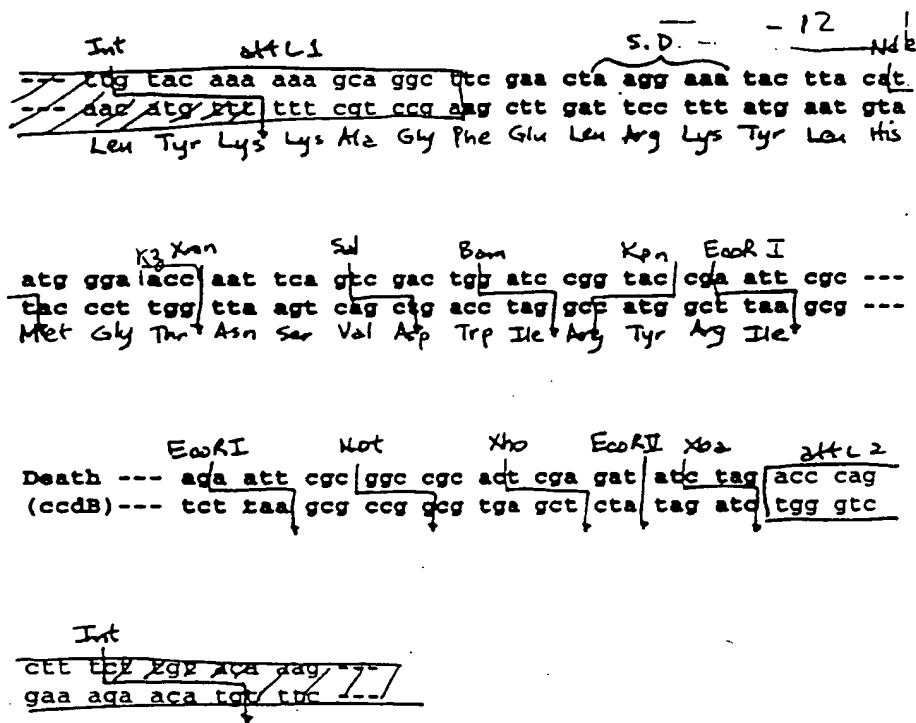 S.D. - 12
Int attL1 Nde
--- ttg tac aaa aaa gca ggc ttc gaa cta agg aaa tac tta cat
--- aac atg ttt ttt cgt ccg aag ctt gat tcc ttt atg aat gta
Leu Tyr Lys Lys Ala Gly Phe Glu Leu Arg Lys Tyr Leu His
Kz Xmn Sal Bam Kpn EcoRI
atg gga acc aat tca gtc gac tgg atc cgg tac cga att cgc ---
tac cct tgg tta agt cag ctg acc tag gcc atg gct taa gcg ---
Met Gly Thr Asn Ser Val Asp Trp Ile Arg Tyr Arg Ile
EcoRI Not Xho EcoRV Xba attL2
Death --- aga att cgc ggc cgc act cga gat atc tag acc cag
(ccdB) --- tct taa gcg ccg gcg tga gct cta tag atc tgg gtc
Int
ctt tct tgt aca aag ---
gaa aga aca tgt ttc ---